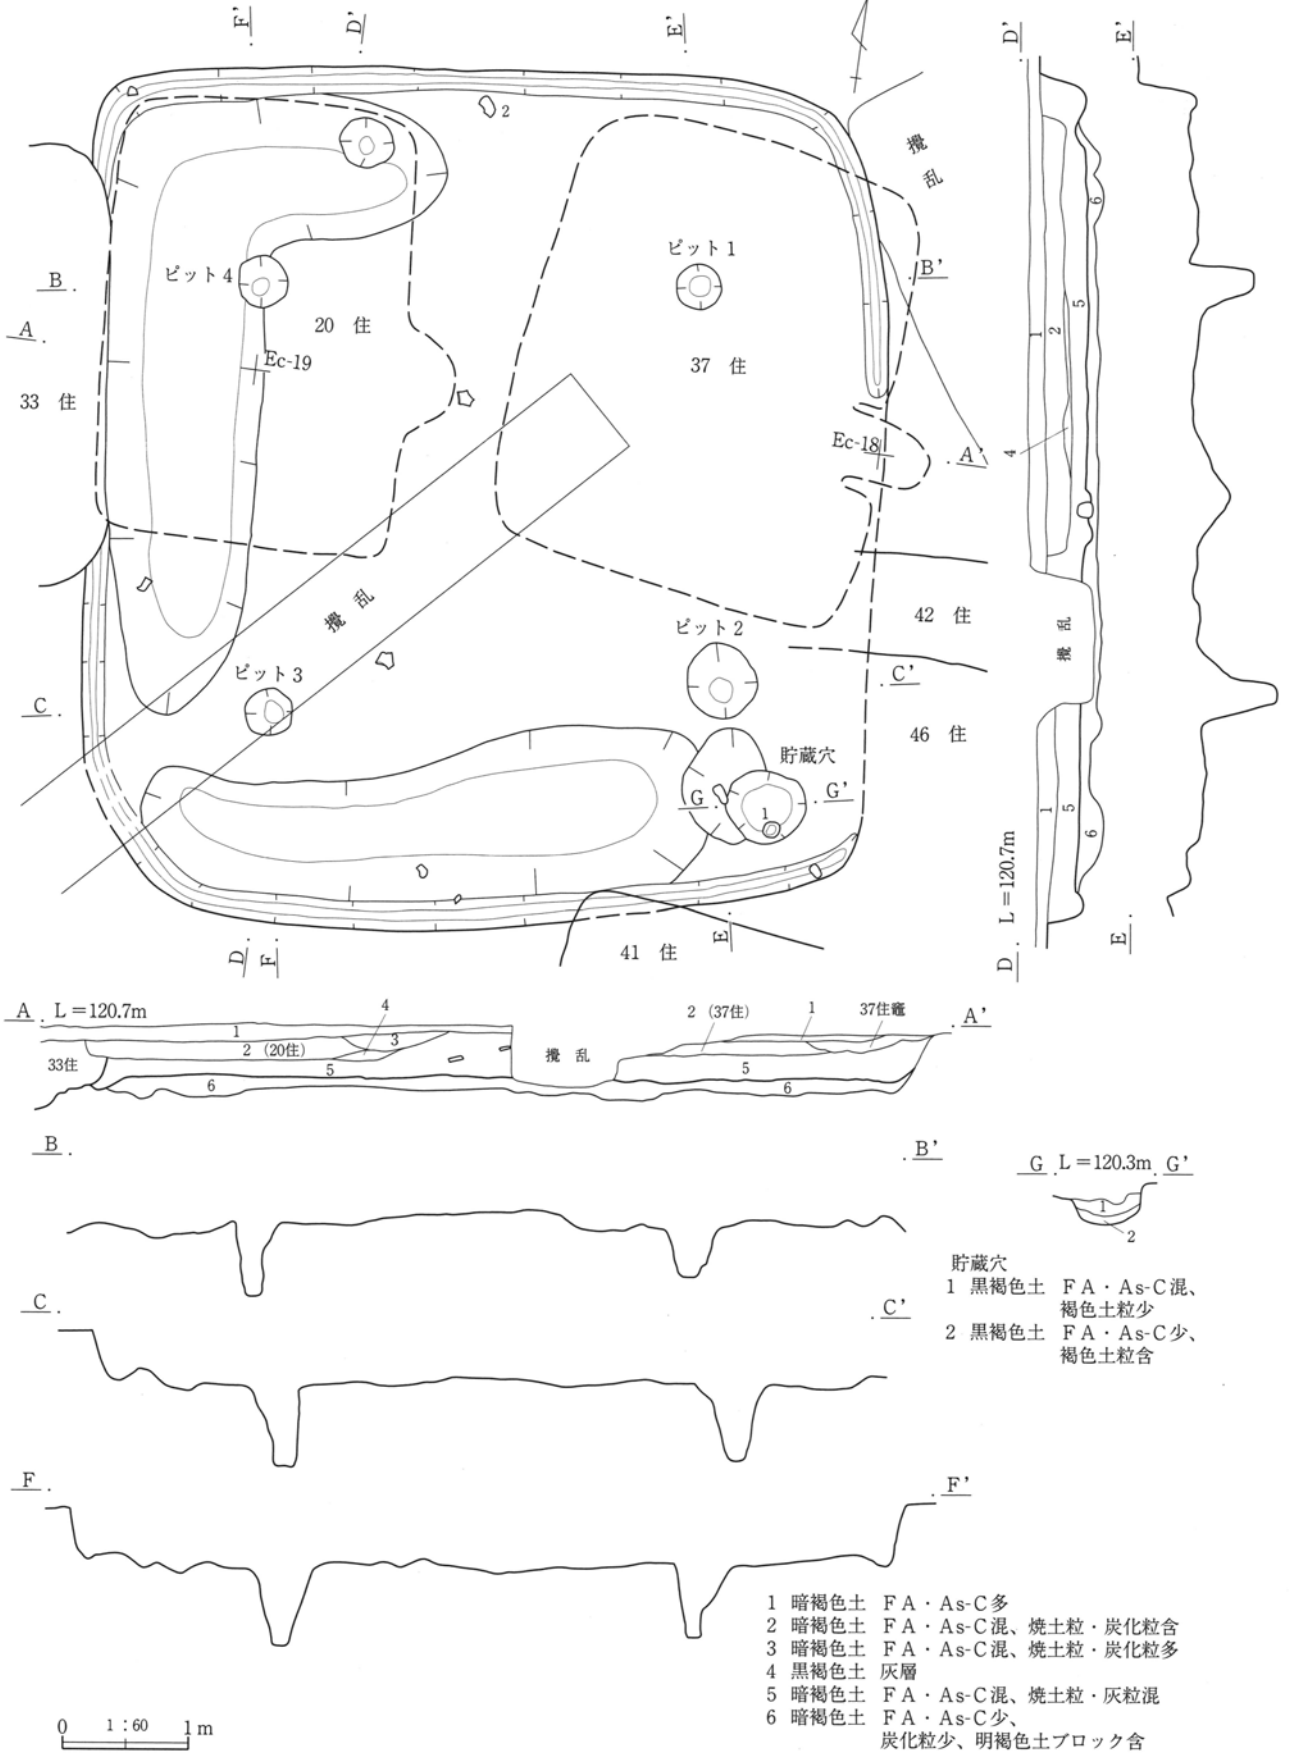 F'
D'
E'
D'
E'
2
攪乱
6
ピット1
ピット4
B
B'
20 住
A
5
1
2
Ec-19
37 住
33 住
Ec-18
A'
4
攪乱
42 住
ピット2
攪乱
ピット3
C'
C
46 住
貯蔵穴
G
G'
1
1
5
6
D L=120.7m
E
D
F
E
41 住
A L=120.7m
4
2 (37住)
1
37住竈
A'
1
3
2 (20住)
攪乱
33住
5
5
6
6
B
B'
G L=120.3m G'
1
2
貯蔵穴
1 黒褐色土 FA・As-C混、
褐色土粒少
2 黒褐色土 FA・As-C少、
褐色土粒含
C
C'
F
F'
1 暗褐色土 FA・As-C多
2 暗褐色土 FA・As-C混、焼土粒・炭化粒含
3 暗褐色土 FA・As-C混、焼土粒・炭化粒多
4 黒褐色土 灰層
5 暗褐色土 FA・As-C混、焼土粒・灰粒混
6 暗褐色土 FA・As-C少、
炭化粒少、明褐色土ブロック含
0 1:60 1m